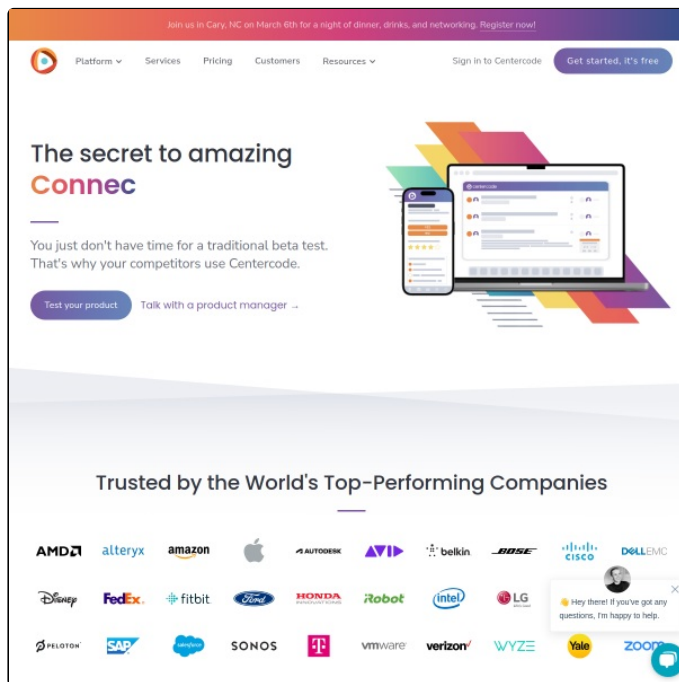 Join us in Cary, NC on March 6th for a night of dinner, drinks, and networking. Register now!
Platform Services Pricing Customers Resources Sign in to Centercode Get started, it's free
The secret to amazing
Connec
You just don't have time for a traditional beta test.
That's why your competitors use Centercode.
Test your product Talk with a product manager →
centercode
Trusted by the World's Top-Performing Companies
AMD alteryx amazon AUTODESK AVID belkin BOSE CISCO DELLEMC
Disney FedEx fitbit Ford HONDA iRobot intel LG
👋 Hey there! If you've got any
questions, I'm happy to help.
PELOTON SAP salesforce SONOS T vmware verizon WYZE Yale zoom